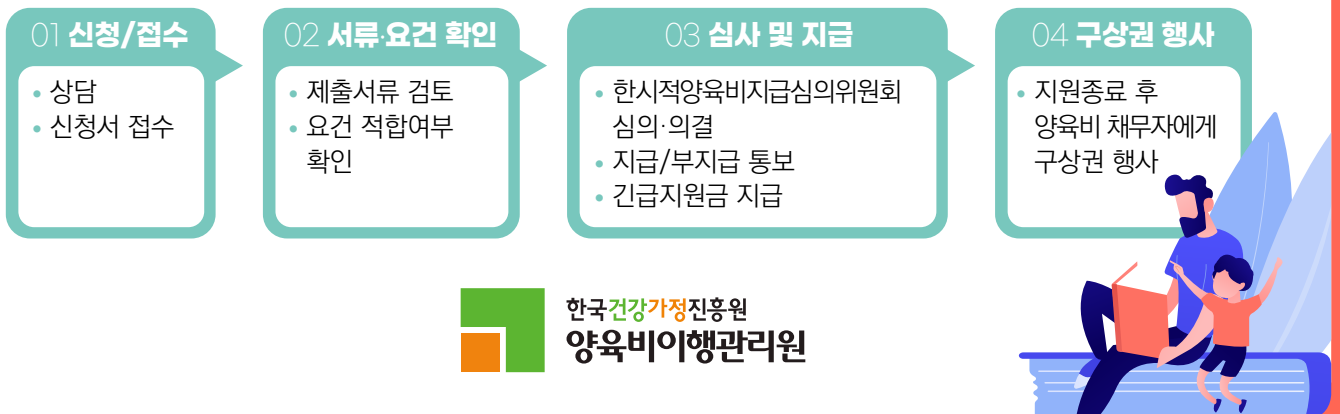 01 신청/접수
• 상담
• 신청서 접수
02 서류·요건 확인
• 제출서류 검토
• 요건 적합여부
확인
03 심사 및 지급
• 한시적양육비지급심의위원회
심의·의결
• 지급/부지급 통보
• 긴급지원금 지급
04 구상권 행사
• 지원종료 후
양육비 채무자에게
구상권 행사
한국건강가정진흥원
양육비이행관리원